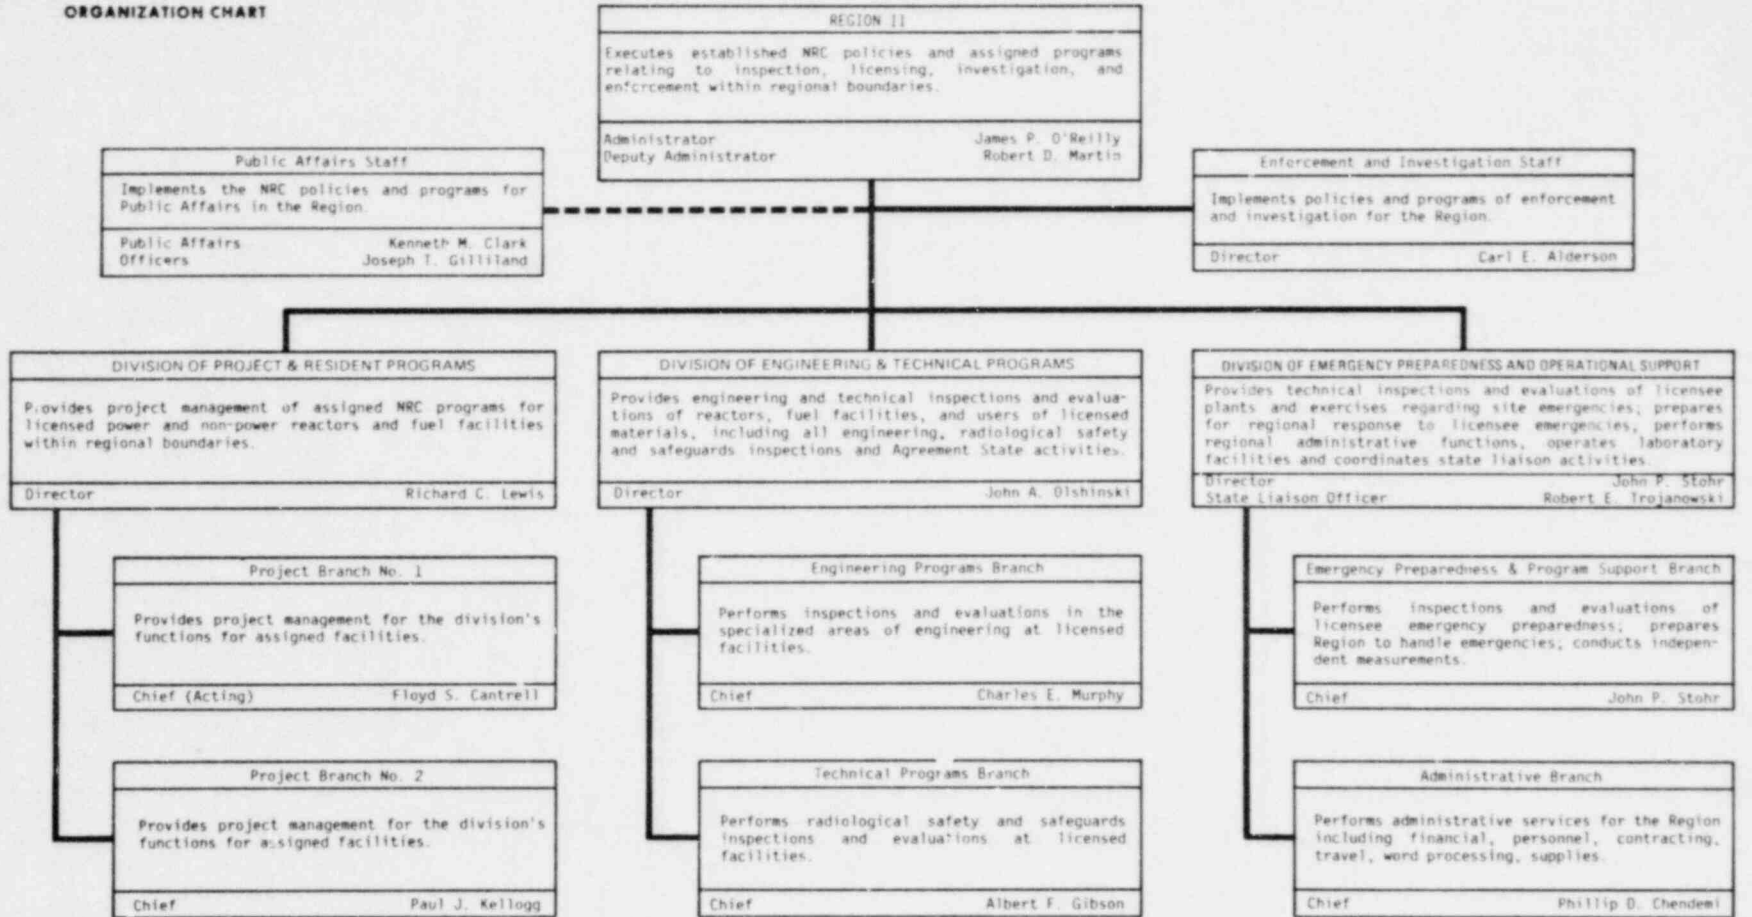 ORGANIZATION CHART
REGION II
Executes established NRC policies and assigned programs
relating to inspection, licensing, investigation, and
enforcement within regional boundaries.
Administrator James P. O'Reilly
Deputy Administrator Robert D. Martin
Public Affairs Staff
Implements the NRC policies and programs for
Public Affairs in the Region.
Public Affairs Kenneth M. Clark
Officers Joseph T. Gilliland
Enforcement and Investigation Staff
Implements policies and programs of enforcement
and investigation for the Region.
Director Carl E. Alderson
DIVISION OF PROJECT & RESIDENT PROGRAMS
Provides project management of assigned NRC programs for
licensed power and non-power reactors and fuel facilities
within regional boundaries.
Director Richard C. Lewis
Project Branch No. 1
Provides project management for the division's
functions for assigned facilities.
Chief (Acting) Floyd S. Cantrell
Project Branch No. 2
Provides project management for the division's
functions for assigned facilities.
Chief Paul J. Kellogg
DIVISION OF ENGINEERING & TECHNICAL PROGRAMS
Provides engineering and technical inspections and evalua-
tions of reactors, fuel facilities, and users of licensed
materials, including all engineering, radiological safety
and safeguards inspections and Agreement State activities.
Director John A. Olshinski
Engineering Programs Branch
Performs inspections and evaluations in the
specialized areas of engineering at licensed
facilities.
Chief Charles E. Murphy
Technical Programs Branch
Performs radiological safety and safeguards
inspections and evaluations at licensed
facilities.
Chief Albert F. Gibson
DIVISION OF EMERGENCY PREPAREDNESS AND OPERATIONAL SUPPORT
Provides technical inspections and evaluations of licensee
plants and exercises regarding site emergencies; prepares
for regional response to licensee emergencies, performs
regional administrative functions, operates laboratory
facilities and coordinates state liaison activities.
Director John P. Stohr
State Liaison Officer Robert E. Trojanowski
Emergency Preparedness & Program Support Branch
Performs inspections and evaluations of
licensee emergency preparedness; prepares
Region to handle emergencies; conducts indepen-
dent measurements.
Chief John P. Stohr
Administrative Branch
Performs administrative services for the Region
including financial, personnel, contracting,
travel, word processing, supplies.
Chief Phillip D. Chendemi